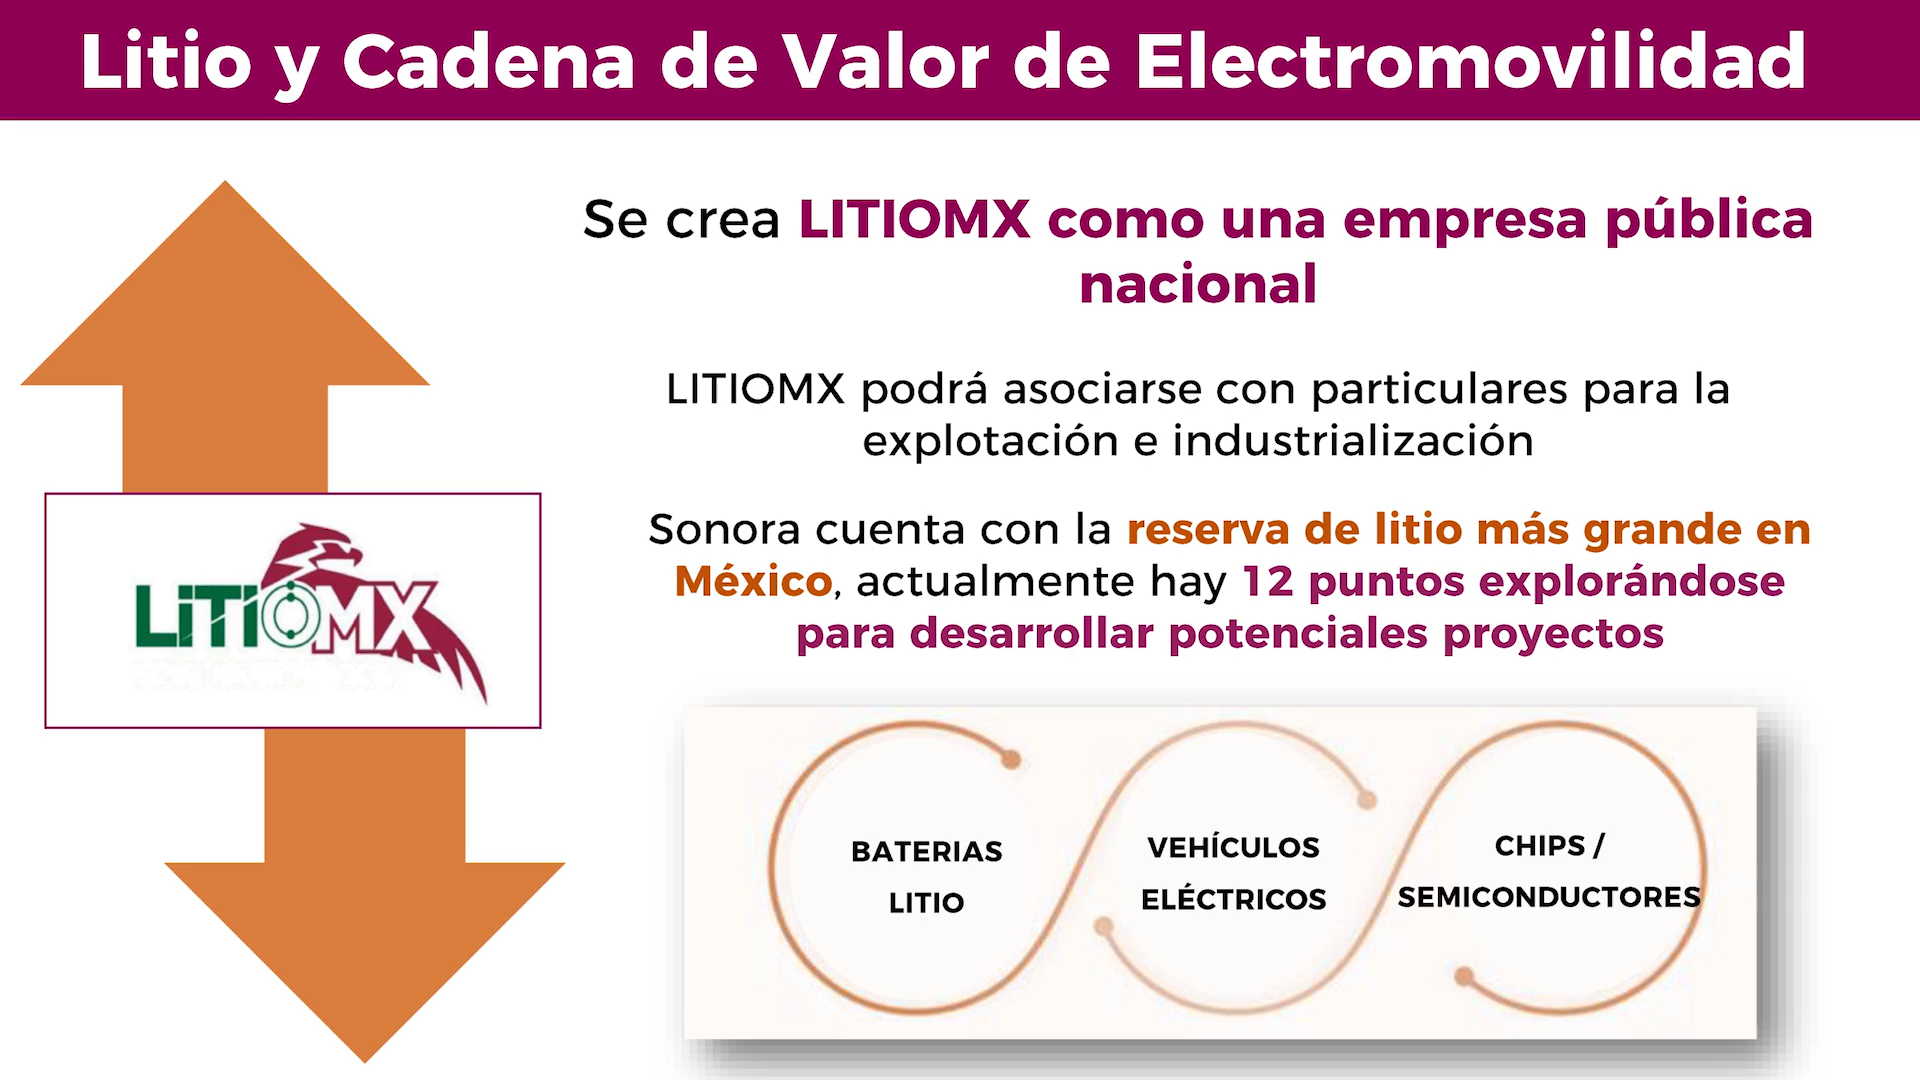 Litio y Cadena de Valor de Electromovilidad
Se crea LITIOMX como una empresa pública
nacional
LITIOMX podrá asociarse con particulares para la
explotación e industrialización
Sonora cuenta con la reserva de litio más grande en
México, actualmente hay 12 puntos explorándose
para desarrollar potenciales proyectos
LiTIOMX
BATERIAS
LITIO
VEHÍCULOS
ELÉCTRICOS
CHIPS /
SEMICONDUCTORES